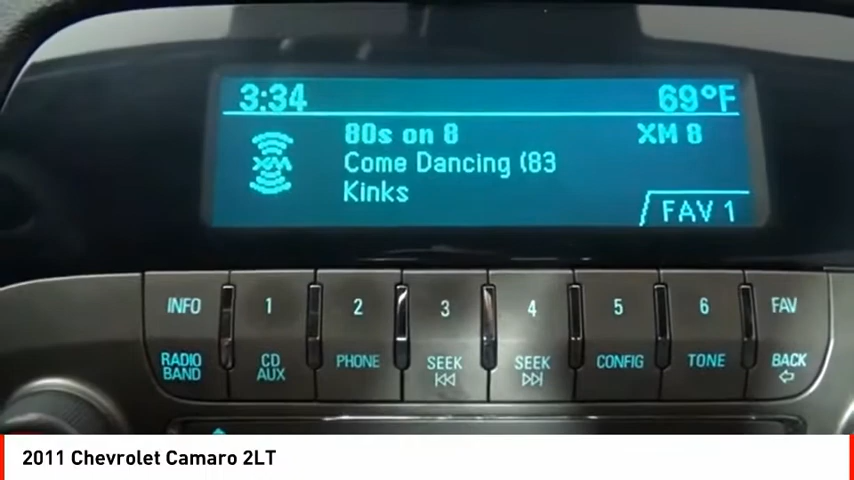 3:34 69°F
80s on 8 XM 8
XM
Come Dancing (83
Kinks
FAV 1
INFO 1 2 3 4 5 6 FAV
RADIO BAND CD AUX PHONE SEEK SEEK CONFIG TONE BACK
2011 Chevrolet Camaro 2LT